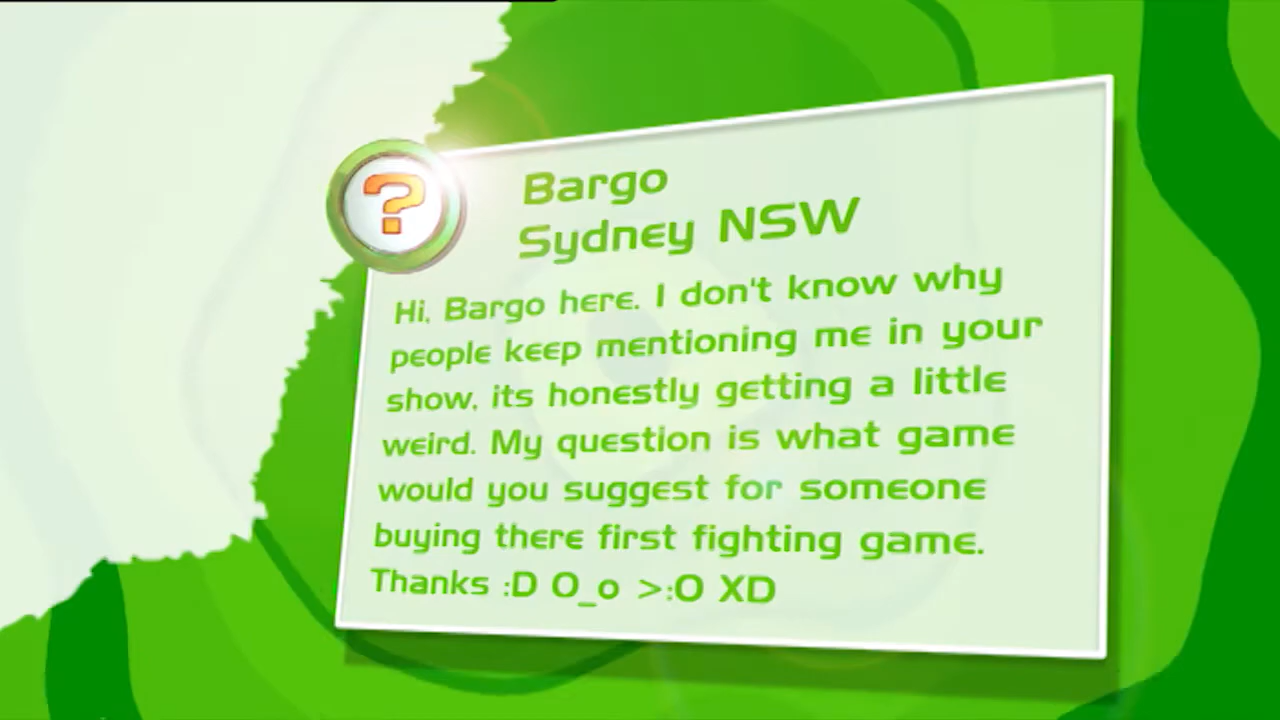 ?
Bargo
Sydney NSW
Hi, Bargo here. I don't know why
people keep mentioning me in your
show, its honestly getting a little
weird. My question is what game
would you suggest for someone
buying there first fighting game.
Thanks :D O_o >:O XD